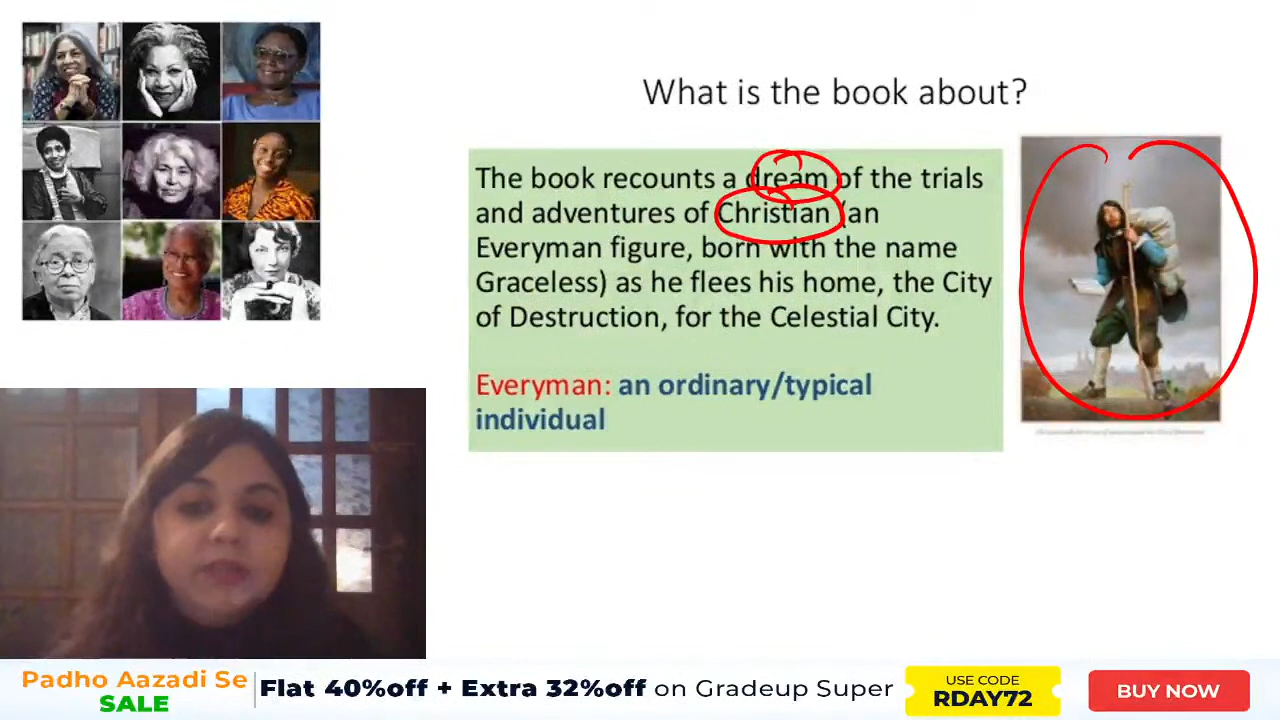 What is the book about?
The book recounts a dream of the trials
and adventures of Christian (an
Everyman figure, born with the name
Graceless) as he flees his home, the City
of Destruction, for the Celestial City.
Everyman: an ordinary/typical
individual
Padho Aazadi Se
SALE
Flat 40%off + Extra 32%off on Gradeup Super
USE CODE
RDAY72
BUY NOW